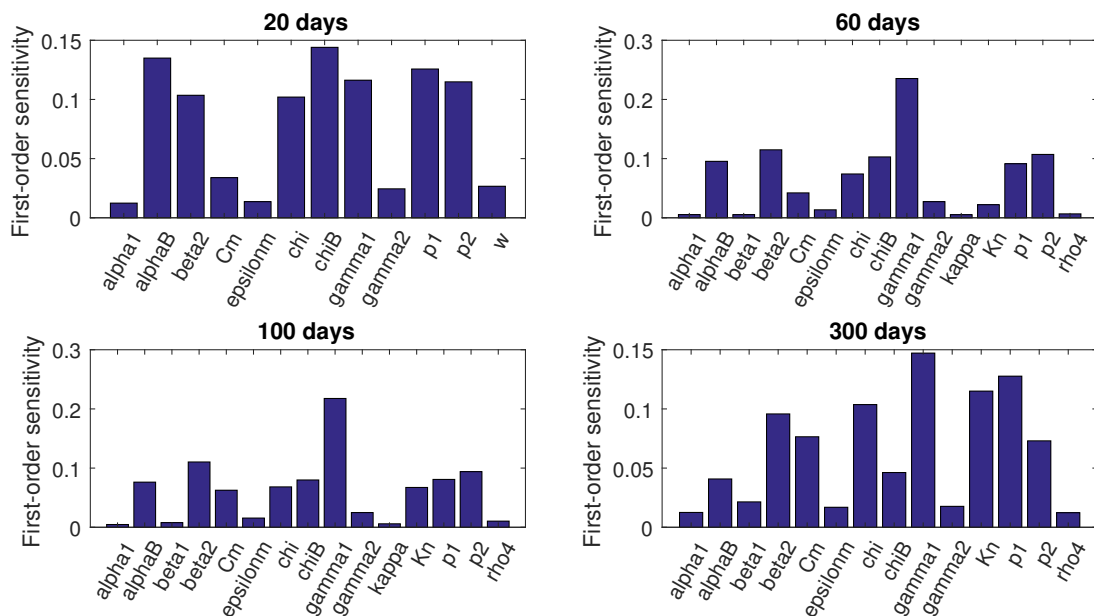 20 days
First-order sensitivity
0.15
0.1
0.05
0
alpha1
alphaB
beta2
Cm
epsilonm
chi
chiB
gamma1
gamma2
p1
p2
w
60 days
First-order sensitivity
0.3
0.2
0.1
0
alpha1
alphaB
beta1
beta2
Cm
epsilonm
chi
chiB
gamma1
gamma2
kappa
Kn
p1
p2
rho4
100 days
First-order sensitivity
0.3
0.2
0.1
0
alpha1
alphaB
beta1
beta2
Cm
epsilonm
chi
chiB
gamma1
gamma2
kappa
Kn
p1
p2
rho4
300 days
First-order sensitivity
0.15
0.1
0.05
0
alpha1
alphaB
beta1
beta2
Cm
epsilonm
chi
chiB
gamma1
gamma2
Kn
p1
p2
rho4